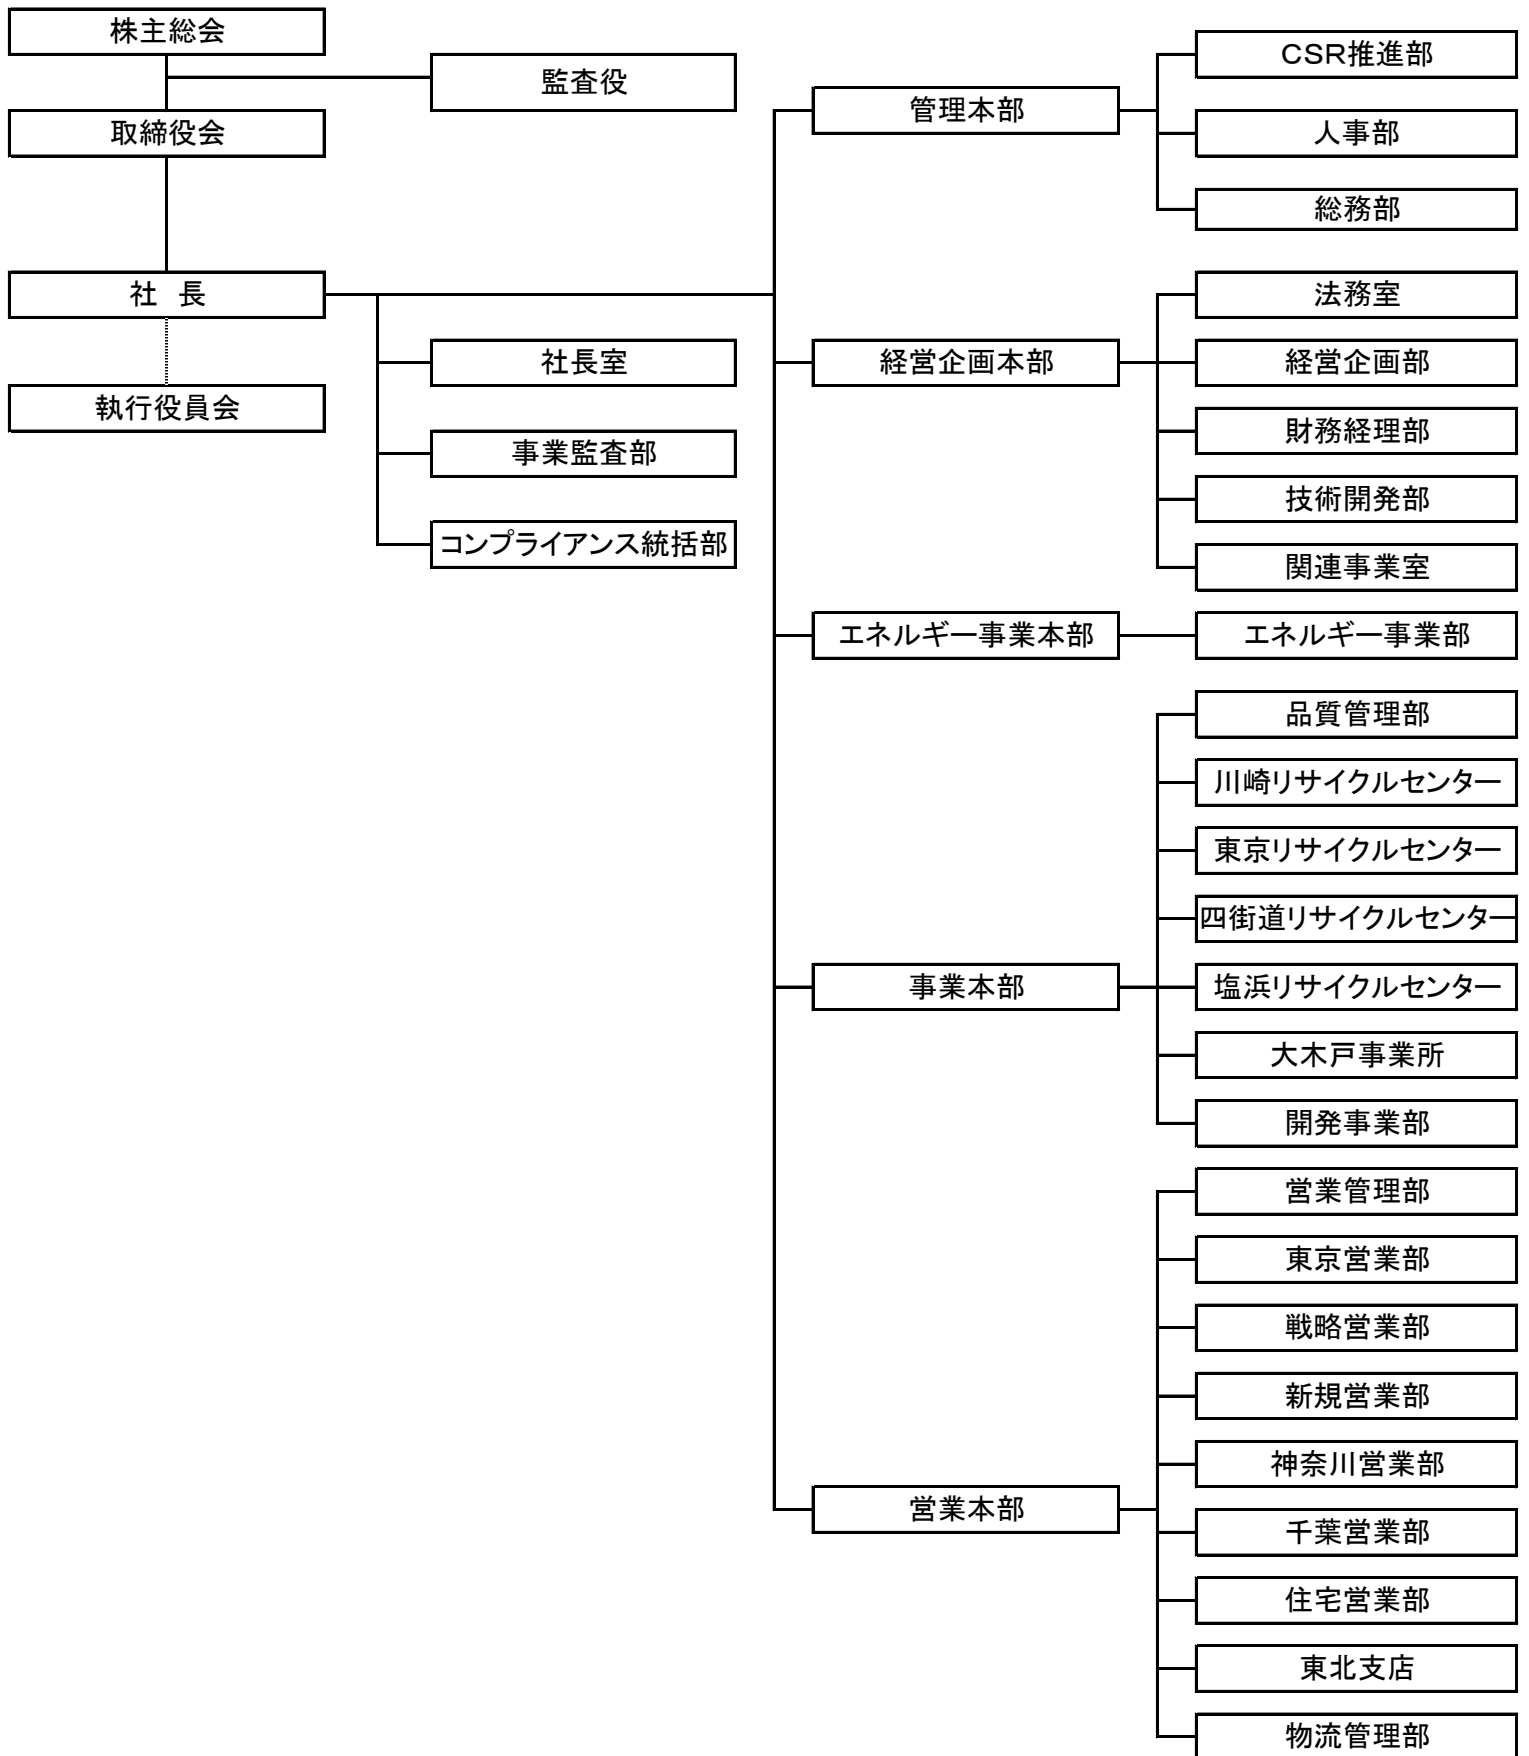 株主総会
監査役
取締役会
社　長
執行役員会
社長室
事業監査部
コンプライアンス統括部
管理本部
CSR推進部
人事部
総務部
経営企画本部
法務室
経営企画部
財務経理部
技術開発部
関連事業室
エネルギー事業本部
エネルギー事業部
事業本部
品質管理部
川崎リサイクルセンター
東京リサイクルセンター
四街道リサイクルセンター
塩浜リサイクルセンター
大木戸事業所
開発事業部
営業本部
営業管理部
東京営業部
戦略営業部
新規営業部
神奈川営業部
千葉営業部
住宅営業部
東北支店
物流管理部